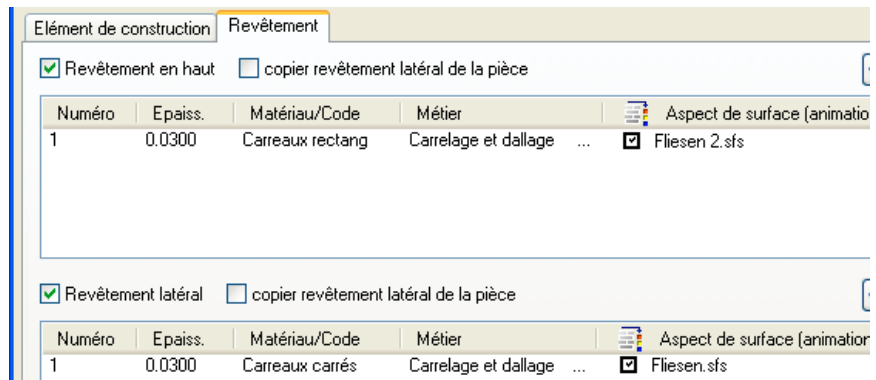 Elément de construction Revêtement
Revêtement en haut copier revêtement latéral de la pièce
Numéro Epaiss. Matériau/Code Métier Aspect de surface (animatio
1 0.0300 Carreaux rectang Carrelage et dallage ... Fliesen 2.sfs
Revêtement latéral copier revêtement latéral de la pièce
Numéro Epaiss. Matériau/Code Métier Aspect de surface (animation
1 0.0300 Carreaux carrés Carrelage et dallage ... Fliesen.sfs